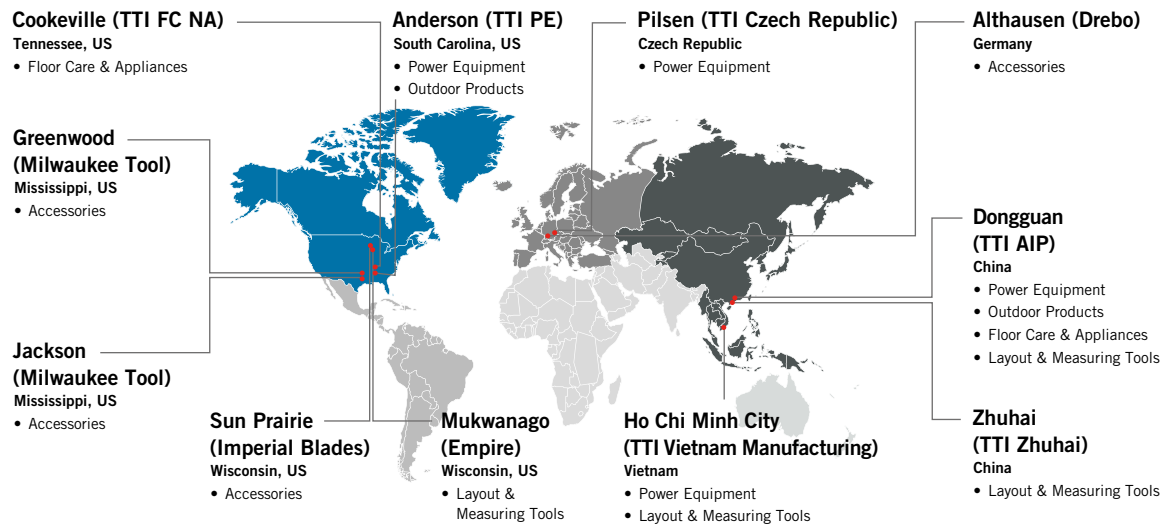 Cookeville (TTI FC NA)
Tennessee, US
• Floor Care & Appliances
Anderson (TTI PE)
South Carolina, US
• Power Equipment
• Outdoor Products
Pilsen (TTI Czech Republic)
Czech Republic
• Power Equipment
Althausen (Drebo)
Germany
• Accessories
Greenwood
(Milwaukee Tool)
Mississippi, US
• Accessories
Dongguan
(TTI AIP)
China
• Power Equipment
• Outdoor Products
• Floor Care & Appliances
• Layout & Measuring Tools
Jackson
(Milwaukee Tool)
Mississippi, US
• Accessories
Sun Prairie
(Imperial Blades)
Wisconsin, US
• Accessories
Mukwanago
(Empire)
Wisconsin, US
• Layout &
Measuring Tools
Ho Chi Minh City
(TTI Vietnam Manufacturing)
Vietnam
• Power Equipment
• Layout & Measuring Tools
Zhuhai
(TTI Zhuhai)
China
• Layout & Measuring Tools